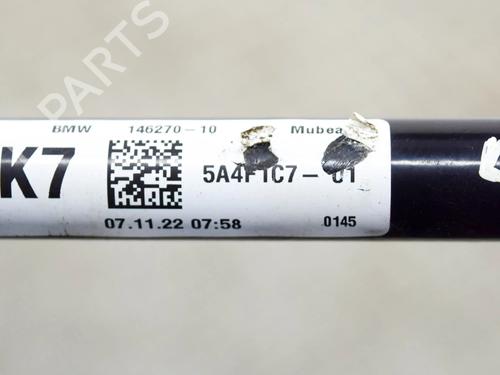 B PARTS
BMW 146270-10 Mubea
K7
5A4F1C7- 01
07.11.22 07:58 0145